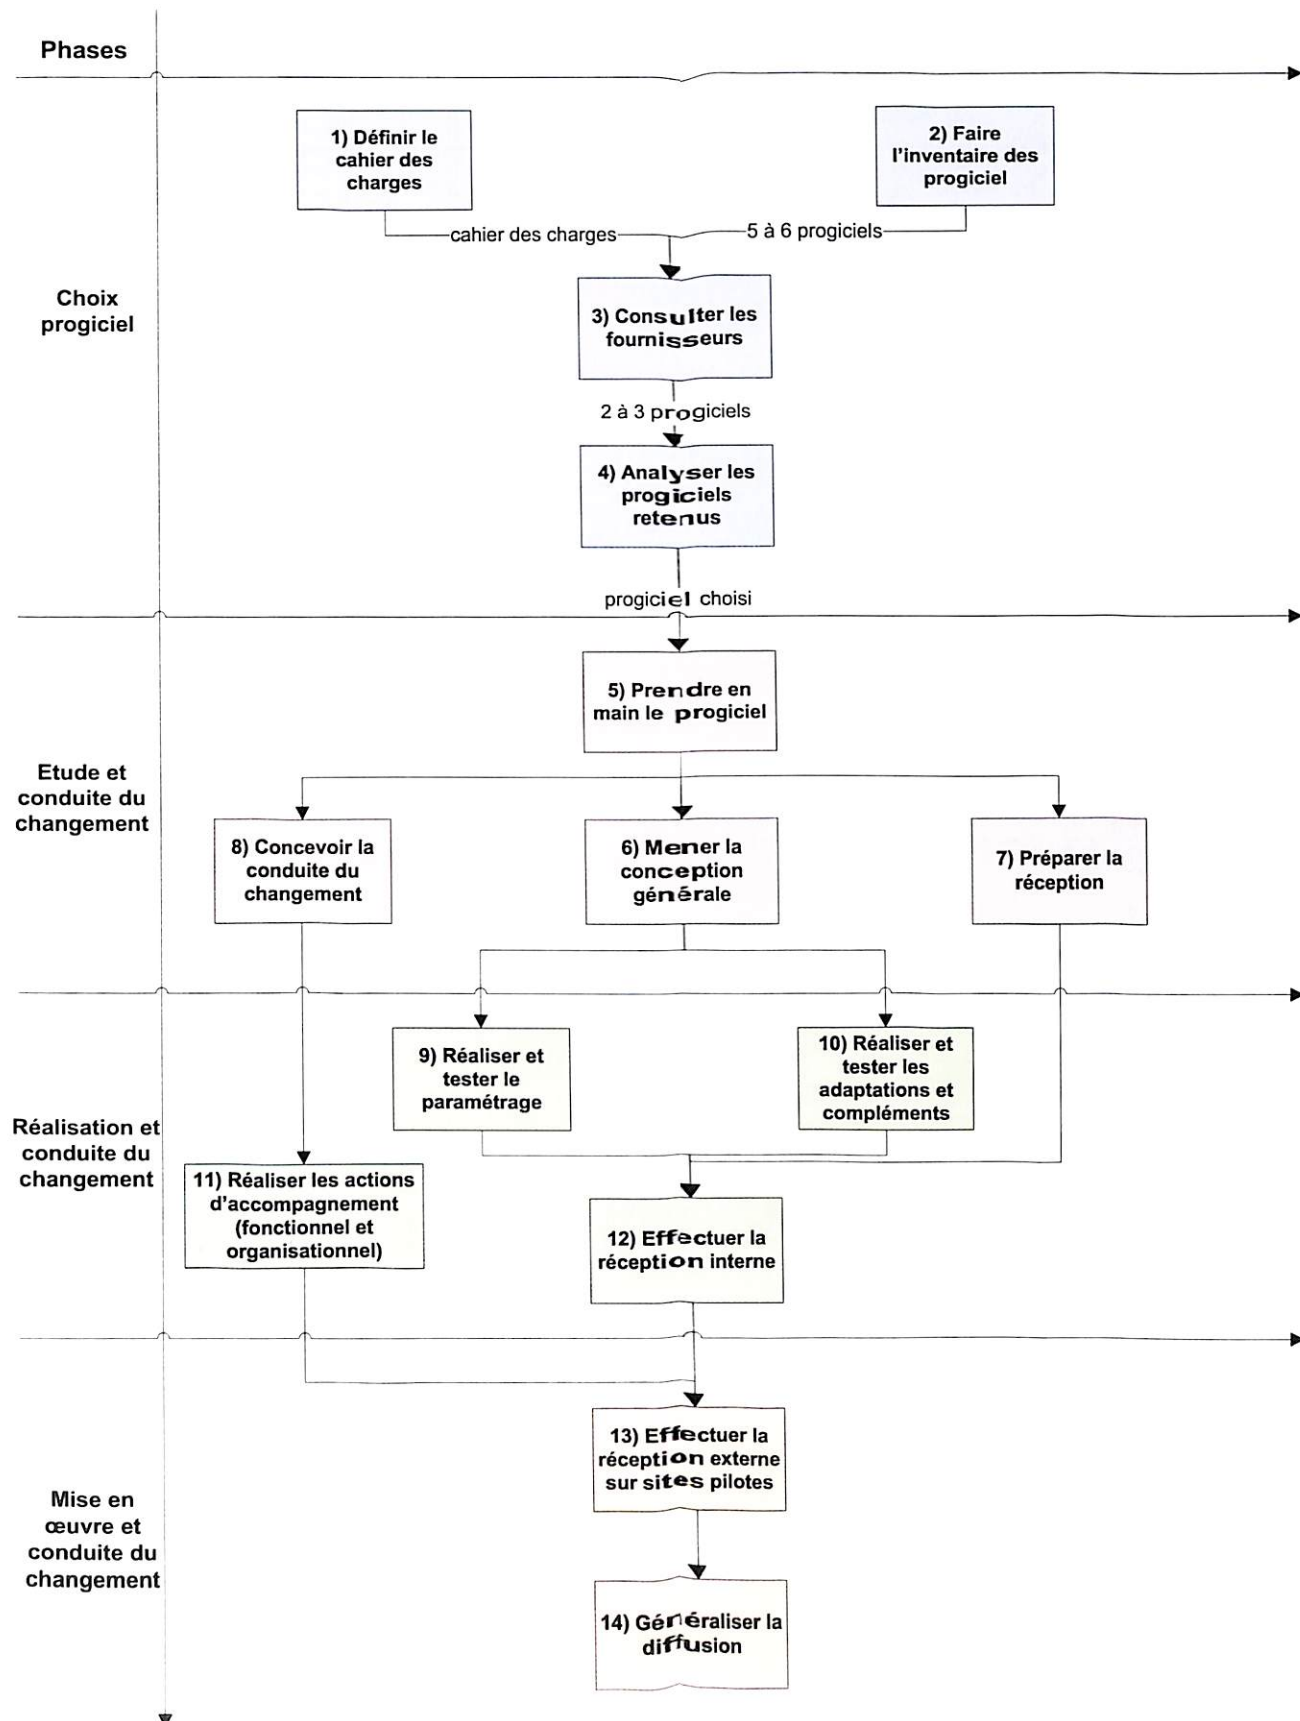 Phases
1) Définir le
cahier des
charges
2) Faire
l'inventaire des
progiciel
cahier des charges
5 à 6 progiciels
Choix
progiciel
3) Consulter les
fournisseurs
2 à 3 progiciels
4) Analyser les
progiciels
retenus
progiciel choisi
5) Prendre en
main le progiciel
Etude et
conduite du
changement
8) Concevoir la
conduite du
changement
6) Mener la
conception
générale
7) Préparer la
réception
9) Réaliser et
tester le
paramétrage
10) Réaliser et
tester les
adaptations et
compléments
Réalisation et
conduite du
changement
11) Réaliser les actions
d'accompagnement
(fonctionnel et
organisationnel)
12) Effectuer la
réception interne
13) Effectuer la
réception externe
sur sites pilotes
Mise en
œuvre et
conduite du
changement
14) Généraliser la
diffusion